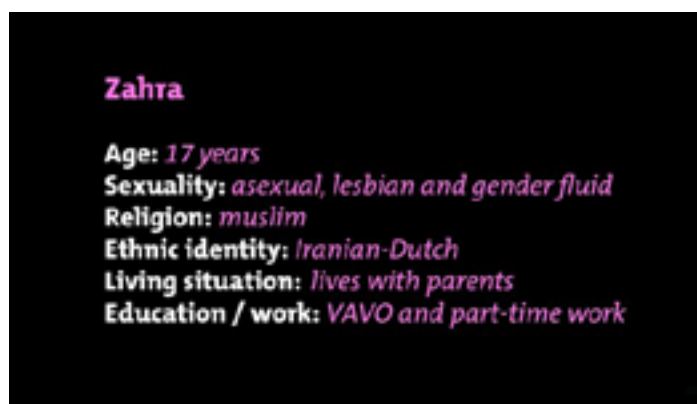 Zahra
Age: 17 years
Sexuality: asexual, lesbian and gender fluid
Religion: muslim
Ethnic identity: Iranian-Dutch
Living situation: lives with parents
Education / work: VAVO and part-time work